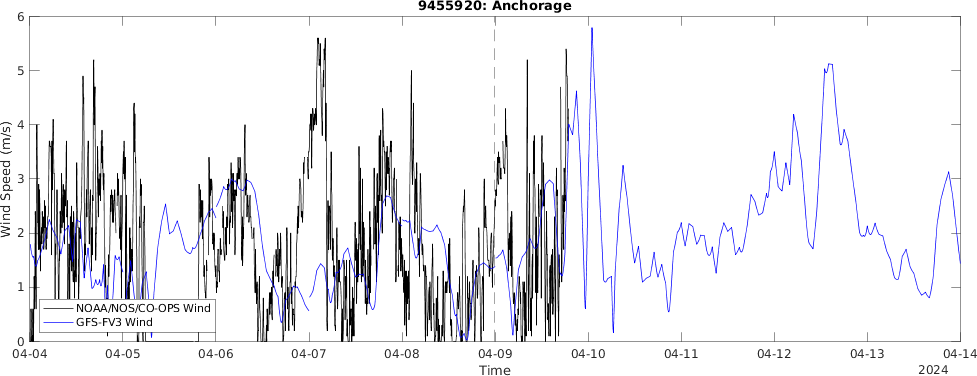 9455920: Anchorage
6
5
4
3
2
1
0
Wind Speed (m/s)
NOAA/NOS/CO-OPS Wind
GFS-FV3 Wind
04-04 04-05 04-06 04-07 04-08 04-09 04-10 04-11 04-12 04-13 04-14
Time
2024